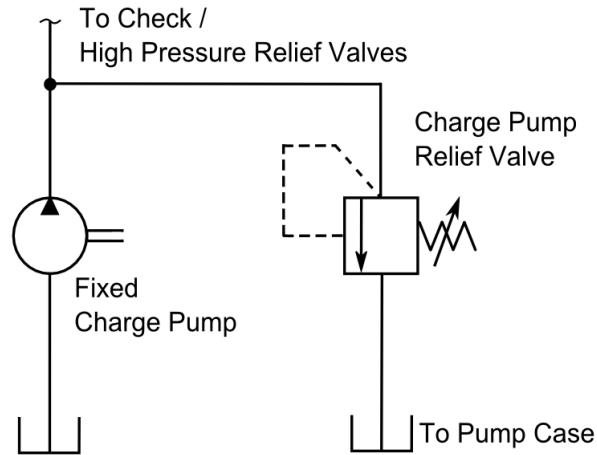 To Check /
High Pressure Relief Valves
Charge Pump
Relief Valve
Fixed
Charge Pump
To Pump Case